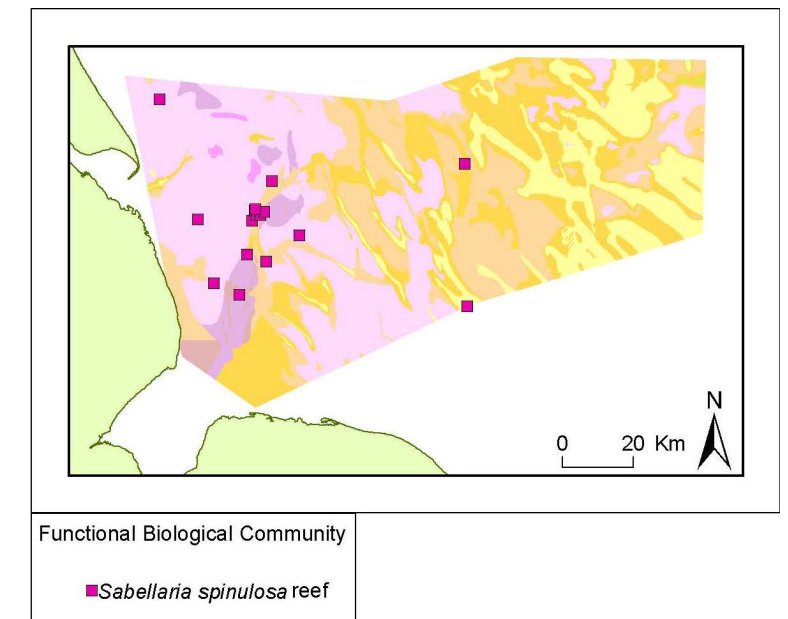 N
0 20 Km
Functional Biological Community
Sabellaria spinulosa reef